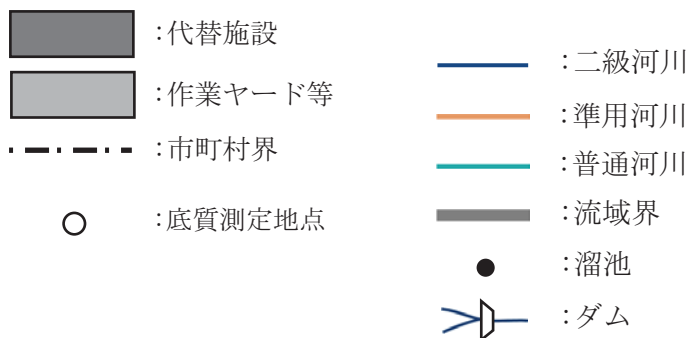 :代替施設
:作業ヤード等
:市町村界
:底質測定地点
:二級河川
:準用河川
:普通河川
:流域界
:溜池
:ダム